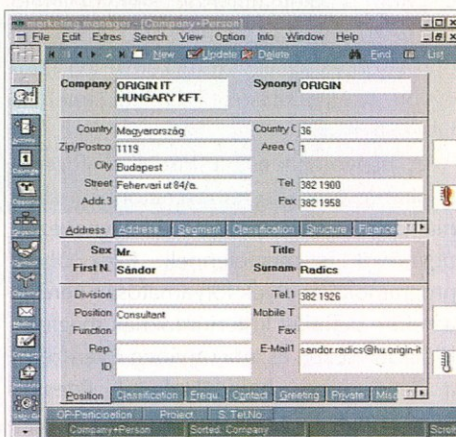 marketing manager - [Company+Person]
File Edit Extras Search View Option Info Window Help
New Update Delete Find List
Company ORIGIN IT HUNGARY KFT. Synonyi ORIGIN
Country Magyarország Country C 36
Zip/Postco 1119 Area C. 1
City Budapest
Street Fehervari ut 84/a. Tel. 382 1900
Addr.3 Fax 382 1958
Address Address Segment Classification Structure Finance
Sex Mr. Title
First N. Sándor Surnam Radics
Division Tel.1 382 1926
Position Consultant Mobile T
Function Fax
Rep. E-Mail1 sandor.radics@hu.origin-it
ID
Position Classification Frequ. Contact Greeting Private Misc
OP-Participation Project S. Tel.No.
Company+Person Sorted: Company Scroll